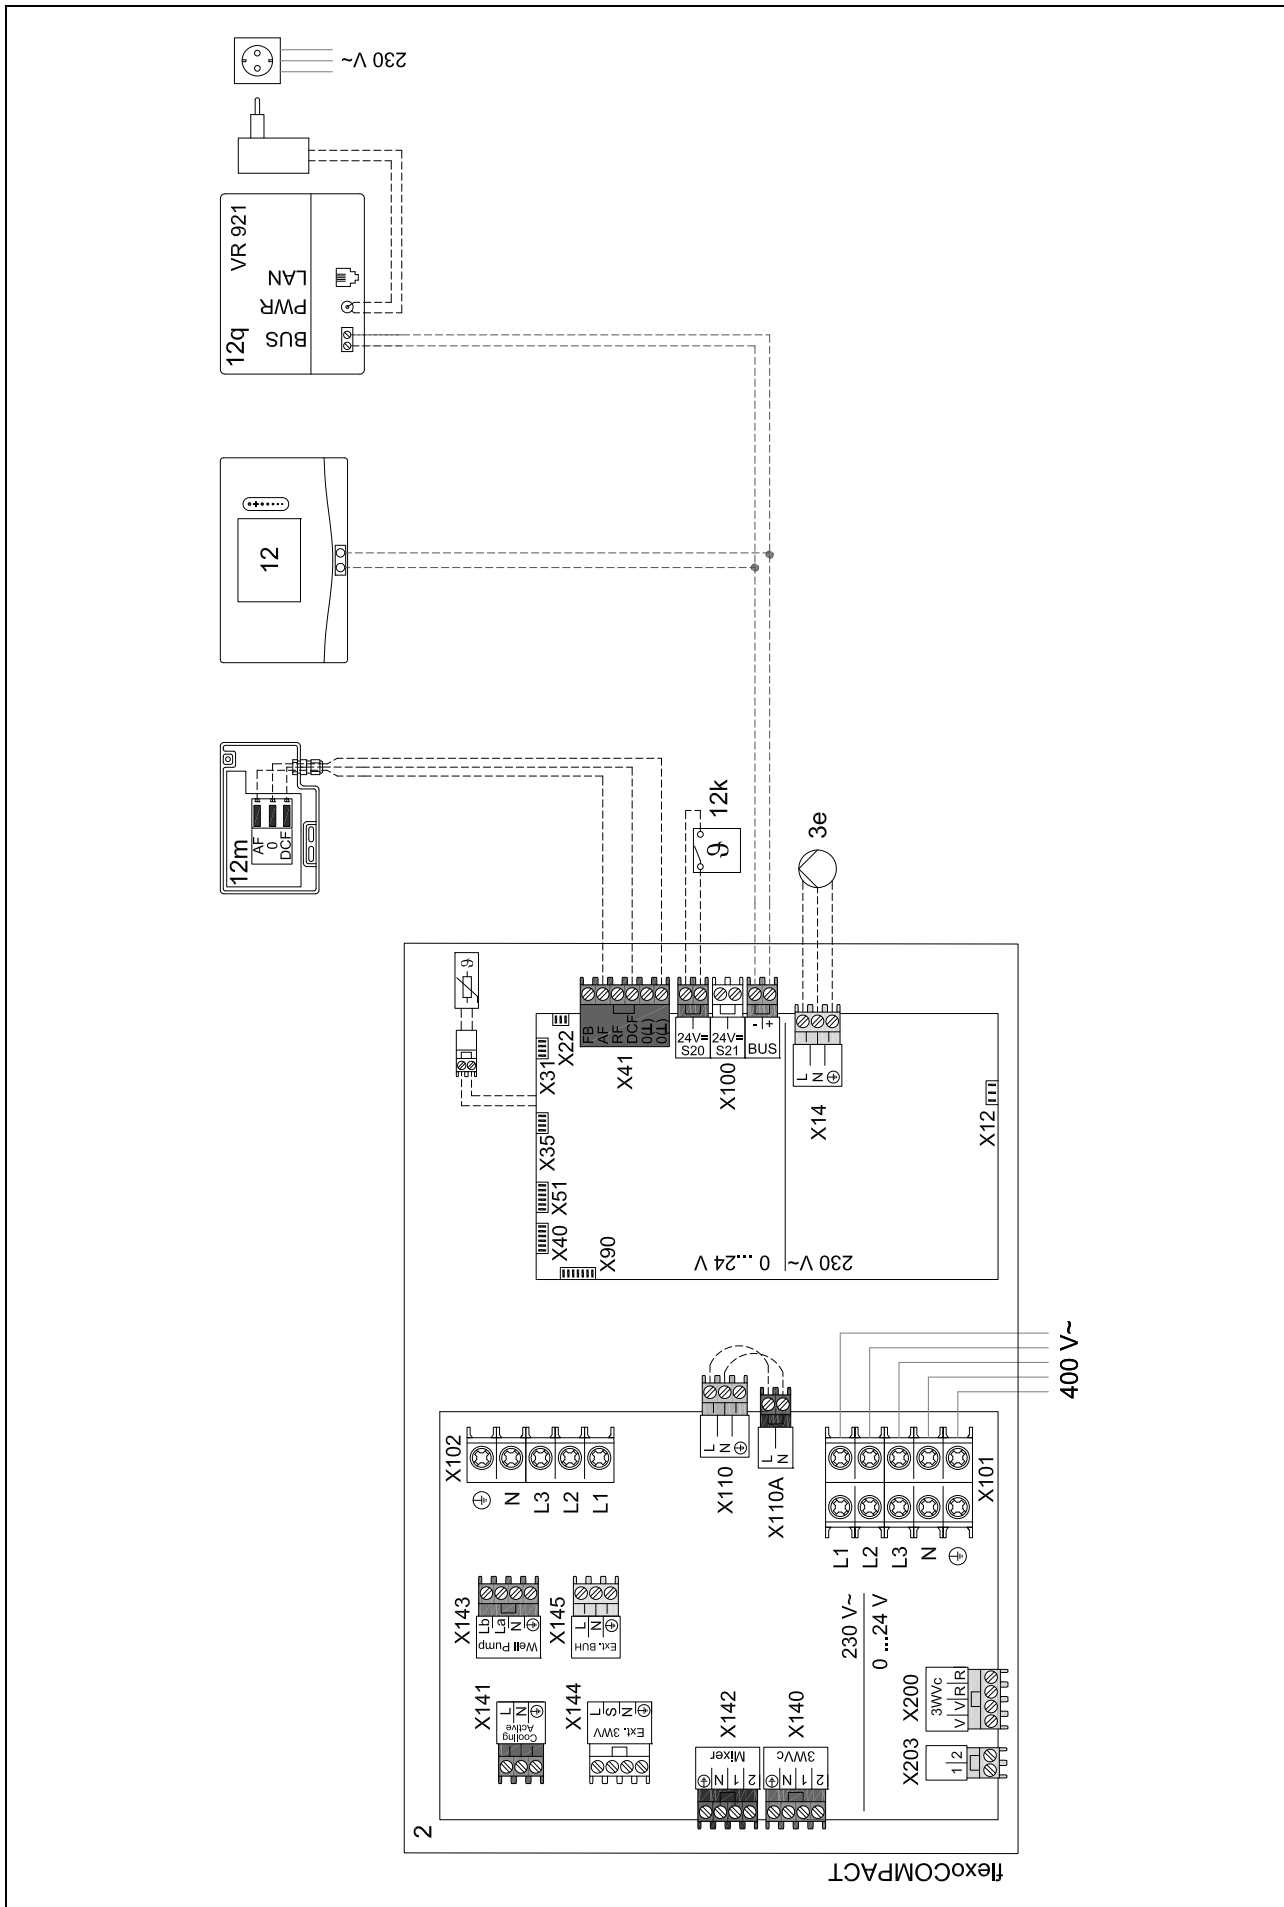 230 V~
VR 921
LAN
PWR
BUS
12q
12
12m
AF
0
DCF
12k
ϑ
3e
ϑ
X22
X31
X35
X51
X40
X90
FB
AF
RF
DCF
0(⊥)
0(⊥)
X41
24V=
S20
24V=
S21
X100
- +
BUS
L
N
X14
X12
0 ...24 V
230 V~
400 V~
X102
N
L3
L2
L1
L
N
X110
L
N
X110A
X101
L1
L2
L3
N
X143
Lb
La
N
Well Pump
X145
L
N
Ext. BUH
X141
L
N
Cooling
Active
X144
L
S
N
Ext. 3WV
X142
Mixer
N
1
2
X140
3WVc
N
1
2
230 V~
0 ...24 V
X200
3WVc
V V R R
X203
1 2
2
flexoCOMPACT